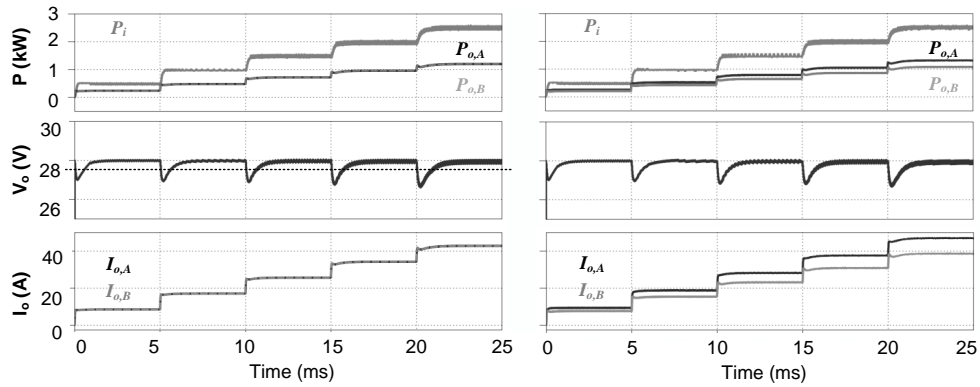 P (kW)
3
2
1
0
P_i
P_o,A
P_o,B
P_i
P_o,A
P_o,B
V_o (V)
30
28
26
I_o (A)
40
20
0
I_o,A
I_o,B
I_o,A
I_o,B
0 5 10 15 20 25
0 5 10 15 20 25
Time (ms)
Time (ms)